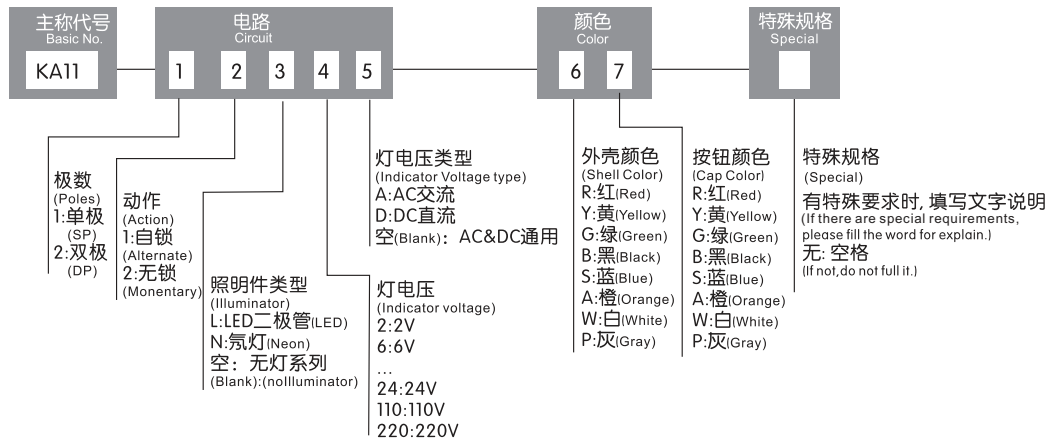 主称代号
Basic No.
KA11
电路
Circuit
1 2 3 4 5
颜色
Color
6 7
特殊规格
Special
极数
(Poles)
1:单极
(SP)
2:双极
(DP)
动作
(Action)
1:自锁
(Alternate)
2:无锁
(Monentary)
照明件类型
(Illuminator)
L:LED二极管(LED)
N:氖灯(Neon)
空：无灯系列
(Blank):(noIlluminator)
灯电压
(Indicator voltage)
2:2V
6:6V
...
24:24V
110:110V
220:220V
灯电压类型
(Indicator Voltage type)
A:AC交流
D:DC直流
空(Blank)：AC&DC通用
外壳颜色
(Shell Color)
R:红(Red)
Y:黄(Yellow)
G:绿(Green)
B:黑(Black)
S:蓝(Blue)
A:橙(Orange)
W:白(White)
P:灰(Gray)
按钮颜色
(Cap Color)
R:红(Red)
Y:黄(Yellow)
G:绿(Green)
B:黑(Black)
S:蓝(Blue)
A:橙(Orange)
W:白(White)
P:灰(Gray)
特殊规格
(Special)
有特殊要求时, 填写文字说明
(If there are special requirements,
please fill the word for explain.)
无: 空格
(If not,do not full it.)